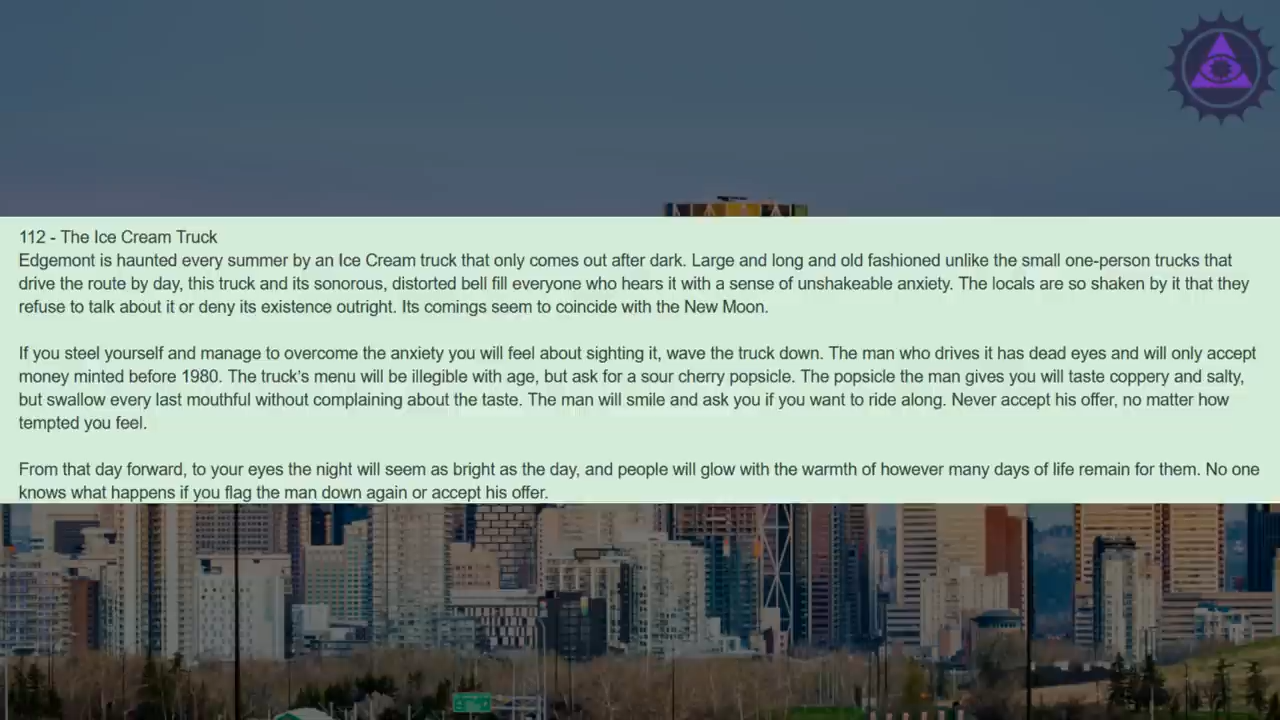 112 - The Ice Cream Truck
Edgemont is haunted every summer by an Ice Cream truck that only comes out after dark. Large and long and old fashioned unlike the small one-person trucks that
drive the route by day, this truck and its sonorous, distorted bell fill everyone who hears it with a sense of unshakeable anxiety. The locals are so shaken by it that they
refuse to talk about it or deny its existence outright. Its comings seem to coincide with the New Moon.
If you steel yourself and manage to overcome the anxiety you will feel about sighting it, wave the truck down. The man who drives it has dead eyes and will only accept
money minted before 1980. The truck's menu will be illegible with age, but ask for a sour cherry popsicle. The popsicle the man gives you will taste coppery and salty,
but swallow every last mouthful without complaining about the taste. The man will smile and ask you if you want to ride along. Never accept his offer, no matter how
tempted you feel.
From that day forward, to your eyes the night will seem as bright as the day, and people will glow with the warmth of however many days of life remain for them. No one
knows what happens if you flag the man down again or accept his offer.